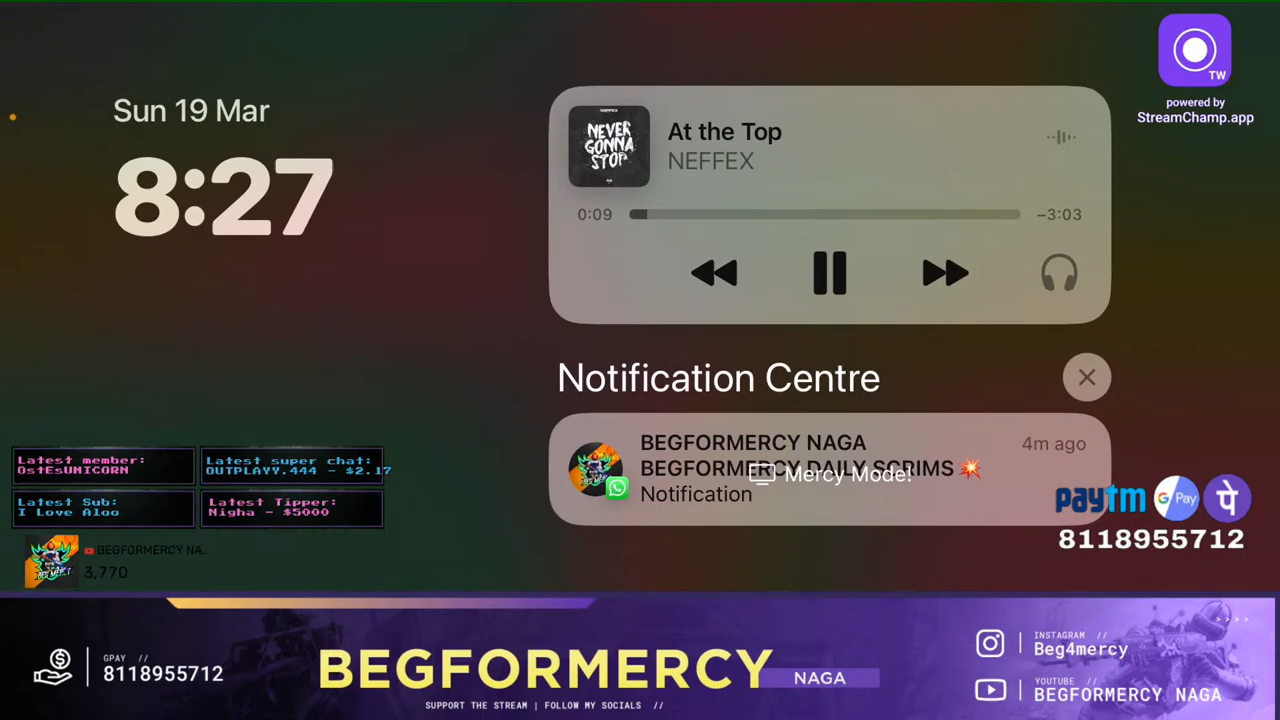 TW
powered by
StreamChamp.app
Sun 19 Mar
8:27
NEFFEX
NEVER
GONNA
STOP
At the Top
NEFFEX
0:09
−3:03
Notification Centre
BEGFORMERCY NAGA
4m ago
BEGFORMERCY DAILY SCRIMS 💥
Mercy Mode!
Notification
Latest member:
OstEsUNICORN
Latest super chat:
OUTPLAYY.444 - $2.17
Latest Sub:
I Love Aloo
Latest Tipper:
Nigha - $5000
BEGFORMERCY NA...
3,770
paytm
G Pay
पे
8118955712
GPAY //
8118955712
BEGFORMERCY
NAGA
SUPPORT THE STREAM | FOLLOW MY SOCIALS //
INSTAGRAM //
Beg4mercy
YOUTUBE //
BEGFORMERCY NAGA